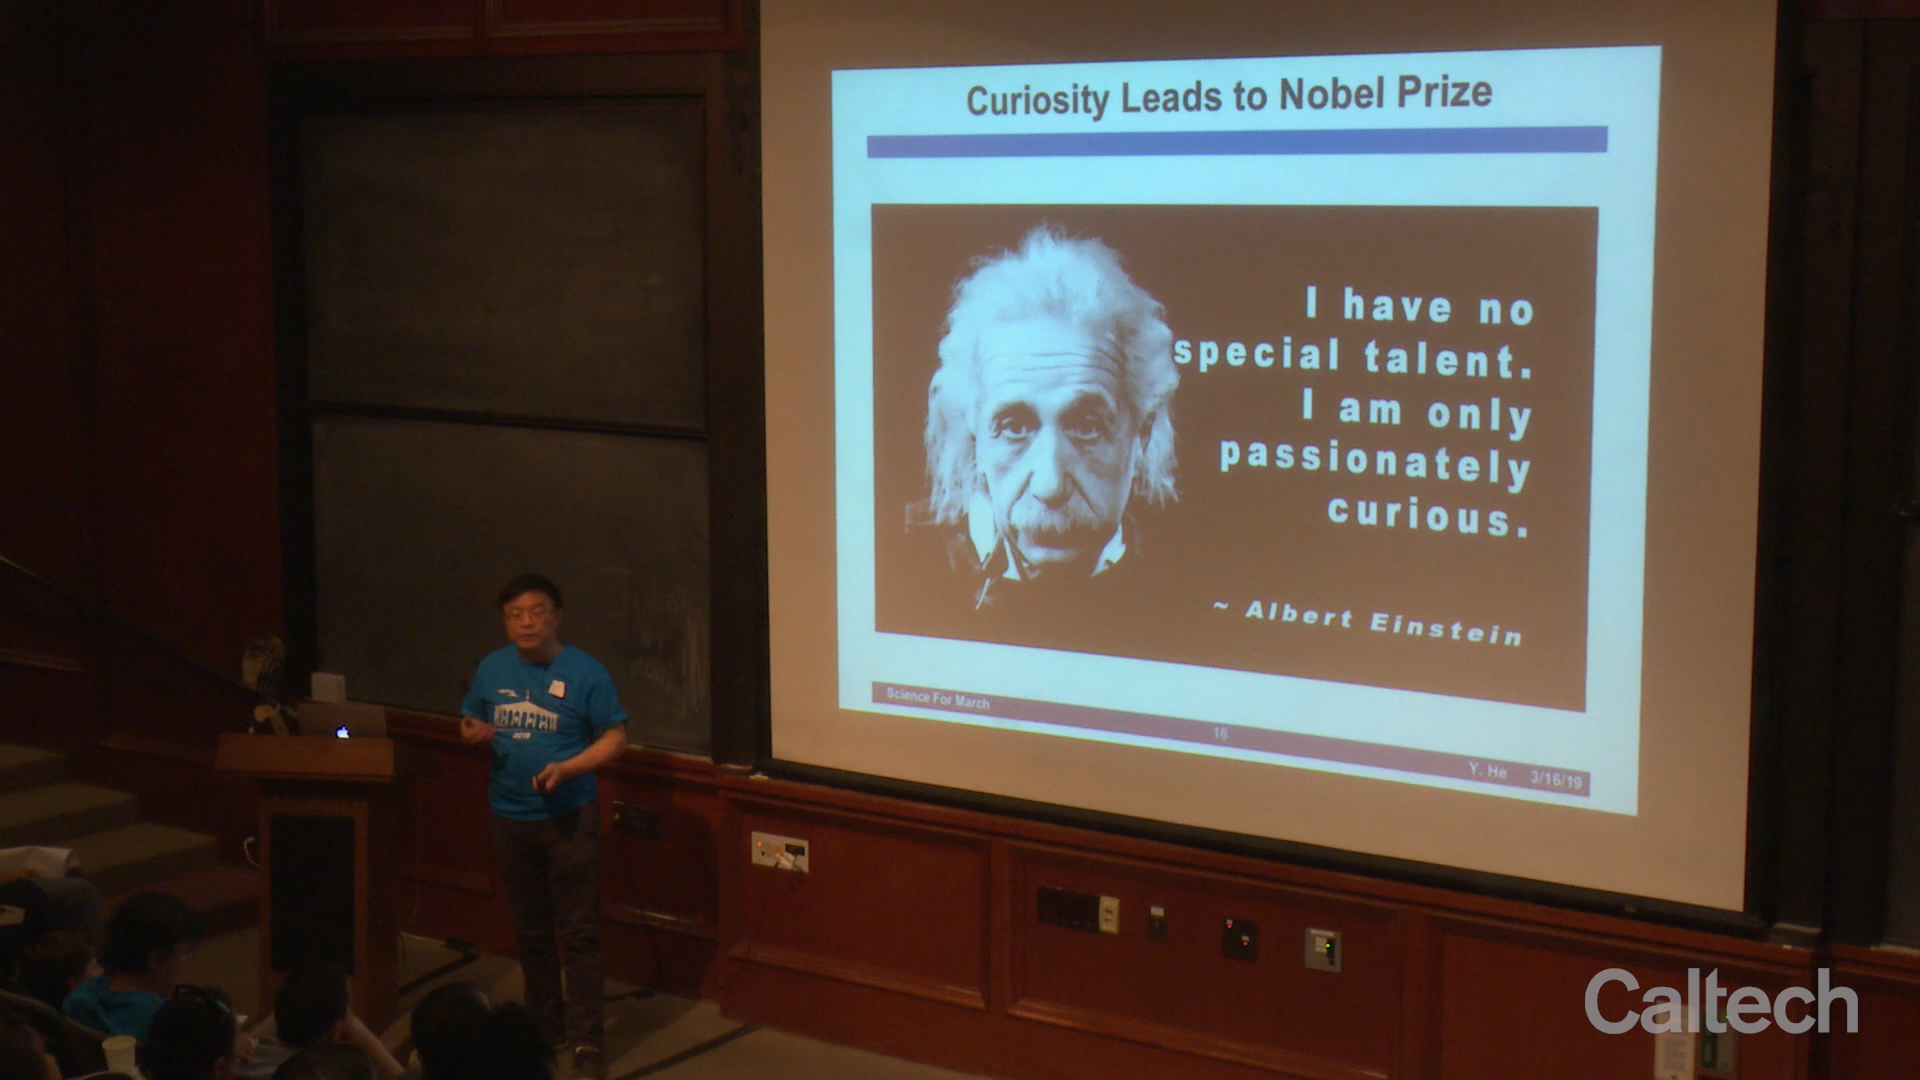 Curiosity Leads to Nobel Prize
I have no
special talent.
I am only
passionately
curious.
~ Albert Einstein
Science For March
16
Y. He 3/16/19
Caltech